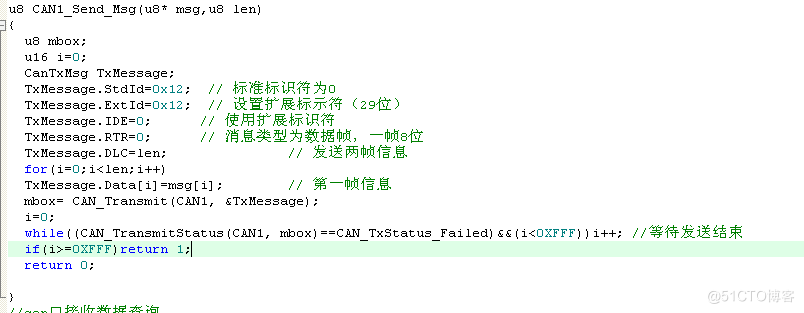 u8 CAN1_Send_Msg(u8* msg,u8 len)
{
u8 mbox;
u16 i=0;
CanTxMsg TxMessage;
TxMessage.StdId=0x12; // 标准标识符为0
TxMessage.ExtId=0x12; // 设置扩展标示符（29位）
TxMessage.IDE=0; // 使用扩展标识符
TxMessage.RTR=0; // 消息类型为数据帧，一帧8位
TxMessage.DLC=len; // 发送两帧信息
for(i=0;i<len;i++)
TxMessage.Data[i]=msg[i]; // 第一帧信息
mbox= CAN_Transmit(CAN1, &TxMessage);
i=0;
while((CAN_TransmitStatus(CAN1, mbox)==CAN_TxStatus_Failed)&&(i<0XFFF))i++; //等待发送结束
if(i>=0XFFF)return 1;
return 0;
}
//can口接收数据查询
@51CTO博客